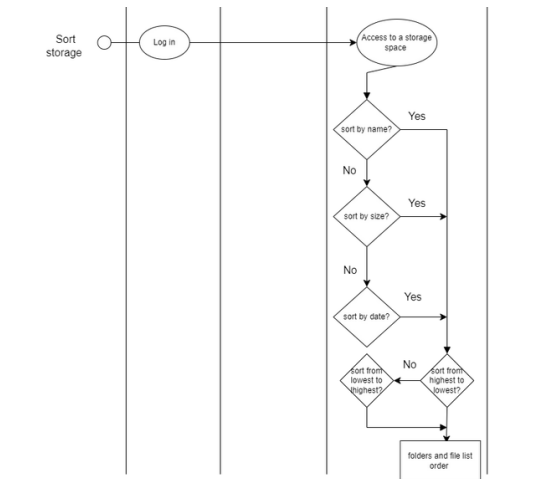 Sort
storage
Log in
Access to a storage
space
sort by name?
Yes
No
sort by size?
Yes
No
sort by date?
Yes
sort from
lowest to
lhighest?
No
sort from
highest to
lowest?
folders and file list
order